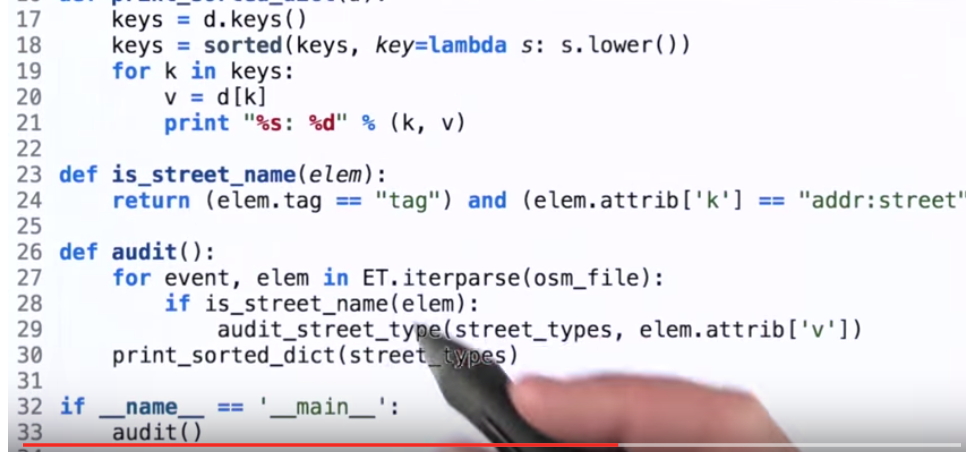 17 keys = d.keys()
18 keys = sorted(keys, key=lambda s: s.lower())
19 for k in keys:
20 v = d[k]
21 print "%s: %d" % (k, v)
22
23 def is_street_name(elem):
24 return (elem.tag == "tag") and (elem.attrib['k'] == "addr:street"
25
26 def audit():
27 for event, elem in ET.iterparse(osm_file):
28 if is_street_name(elem):
29 audit_street_type(street_types, elem.attrib['v'])
30 print_sorted_dict(street_types)
31
32 if __name__ == '__main__':
33 audit()